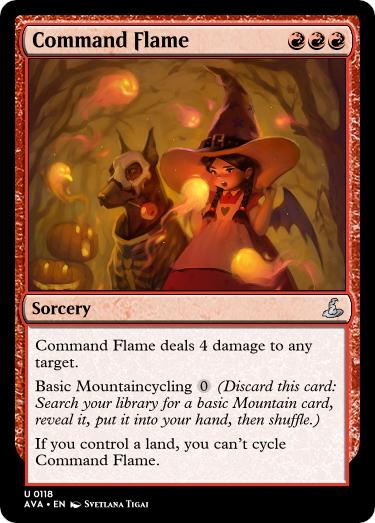 Command Flame
Sorcery
Command Flame deals 4 damage to any
target.
Basic Mountaincycling 0 (Discard this card:
Search your library for a basic Mountain card,
reveal it, put it into your hand, then shuffle.)
If you control a land, you can't cycle
Command Flame.
U 0118
AVA • EN Svetlana Tigai